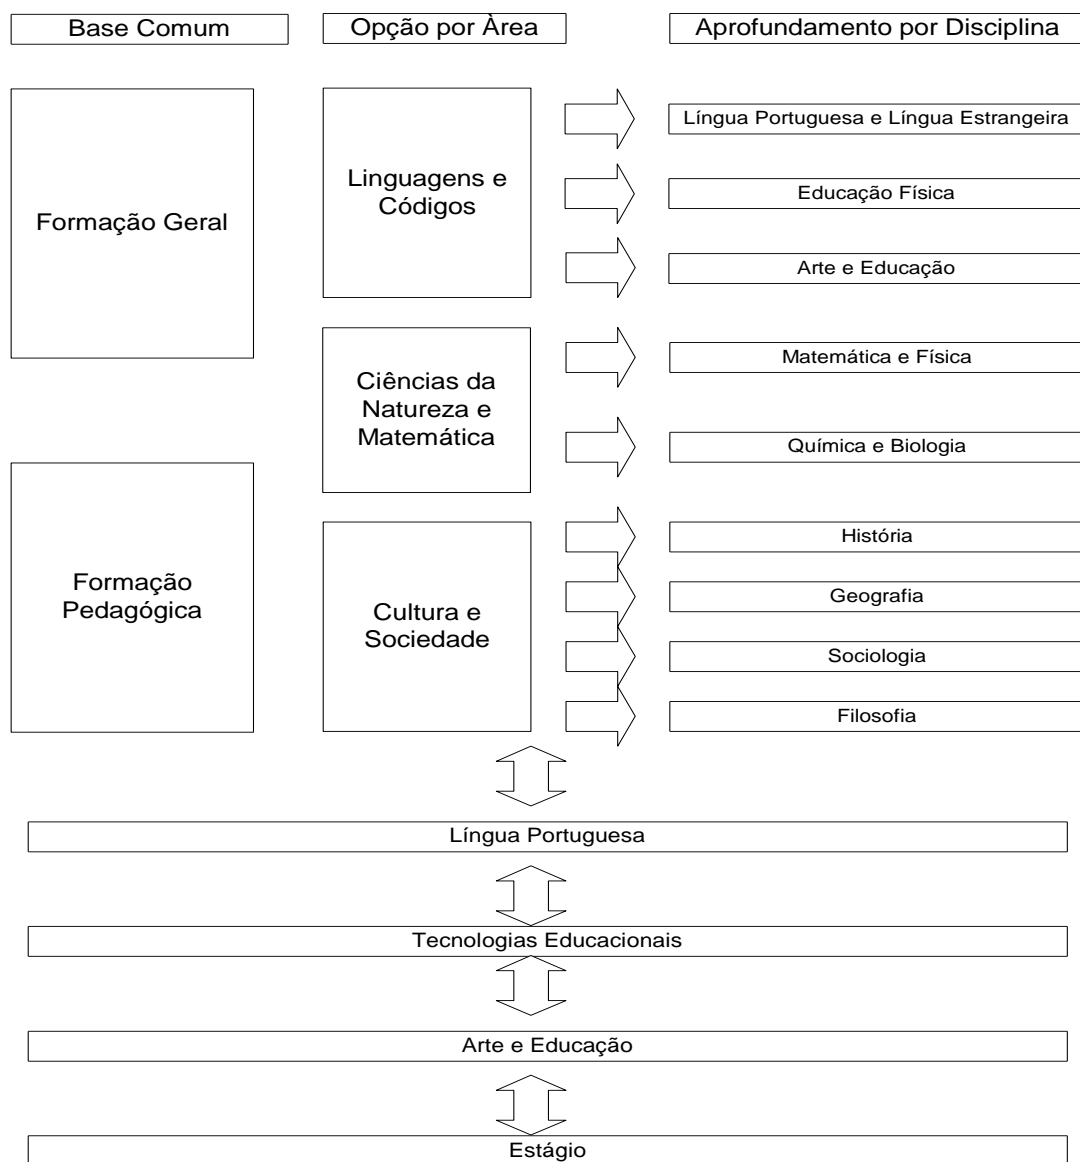 Base Comum
Opção por Àrea
Aprofundamento por Disciplina
Formação Geral
Formação
Pedagógica
Linguagens e
Códigos
Ciências da
Natureza e
Matemática
Cultura e
Sociedade
Língua Portuguesa e Língua Estrangeira
Educação Física
Arte e Educação
Matemática e Física
Química e Biologia
História
Geografia
Sociologia
Filosofia
Língua Portuguesa
Tecnologias Educacionais
Arte e Educação
Estágio